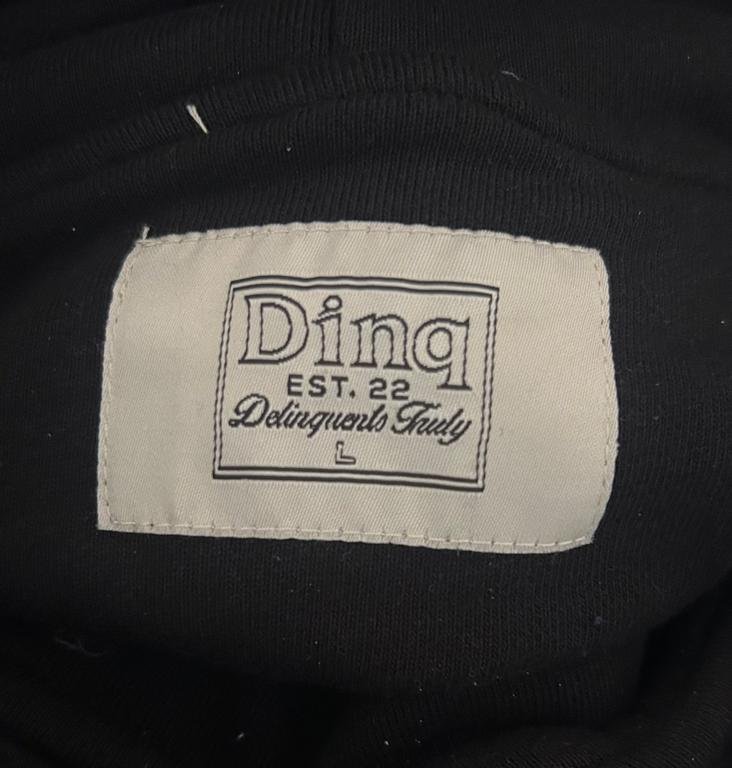 Dinq
EST. 22
Delinquents Truly
L